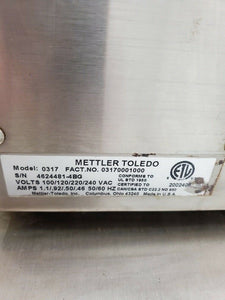 METTLER TOLEDO
Model: 0317 FACT.NO. 03170001000
S/N 4624481-4BG
VOLTS 100/120/220/240 VAC
AMPS 1.1/.92/.50/.46 50/60 HZ
Mettler-Toledo, Inc. Columbus, Ohio 43240 Made in U.S.A.
CONFORMS TO
UL STD
CERTIFIED TO
CAN/CSA STD C22.2 NO
ETL